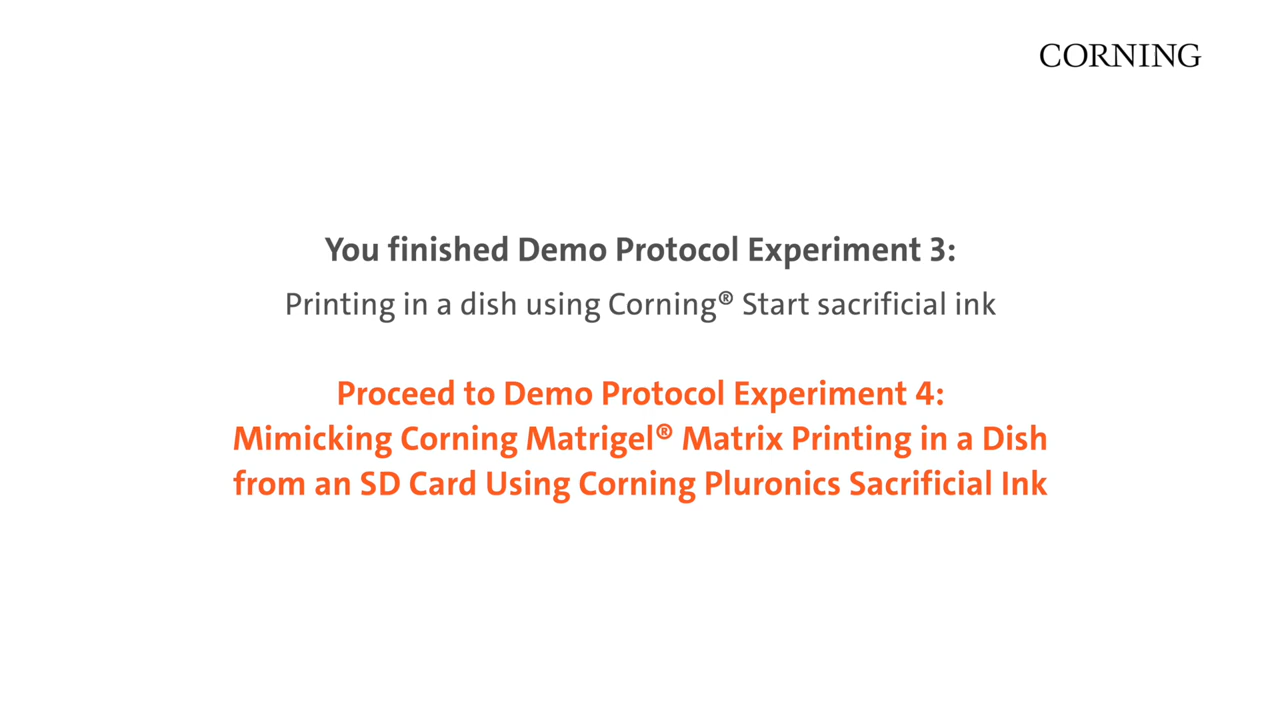 CORNING
You finished Demo Protocol Experiment 3:
Printing in a dish using Corning® Start sacrificial ink
Proceed to Demo Protocol Experiment 4:
Mimicking Corning Matrigel® Matrix Printing in a Dish
from an SD Card Using Corning Pluronics Sacrificial Ink